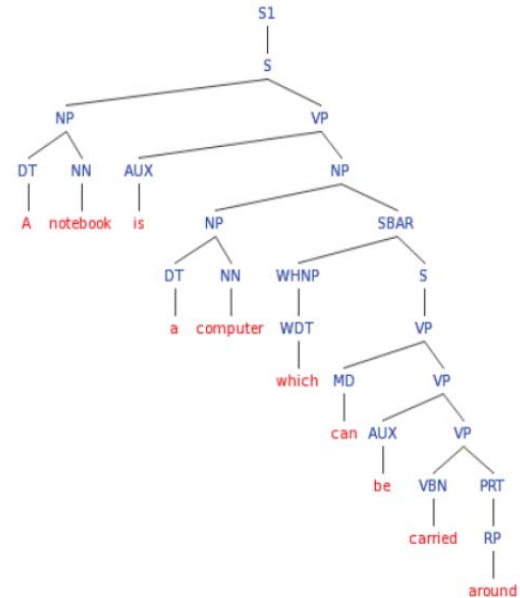 S1
S
NP VP
DT NN AUX NP
A notebook is NP SBAR
DT NN WHNP S
a computer WDT VP
which MD VP
can AUX VP
be VBN PRT
carried RP
around